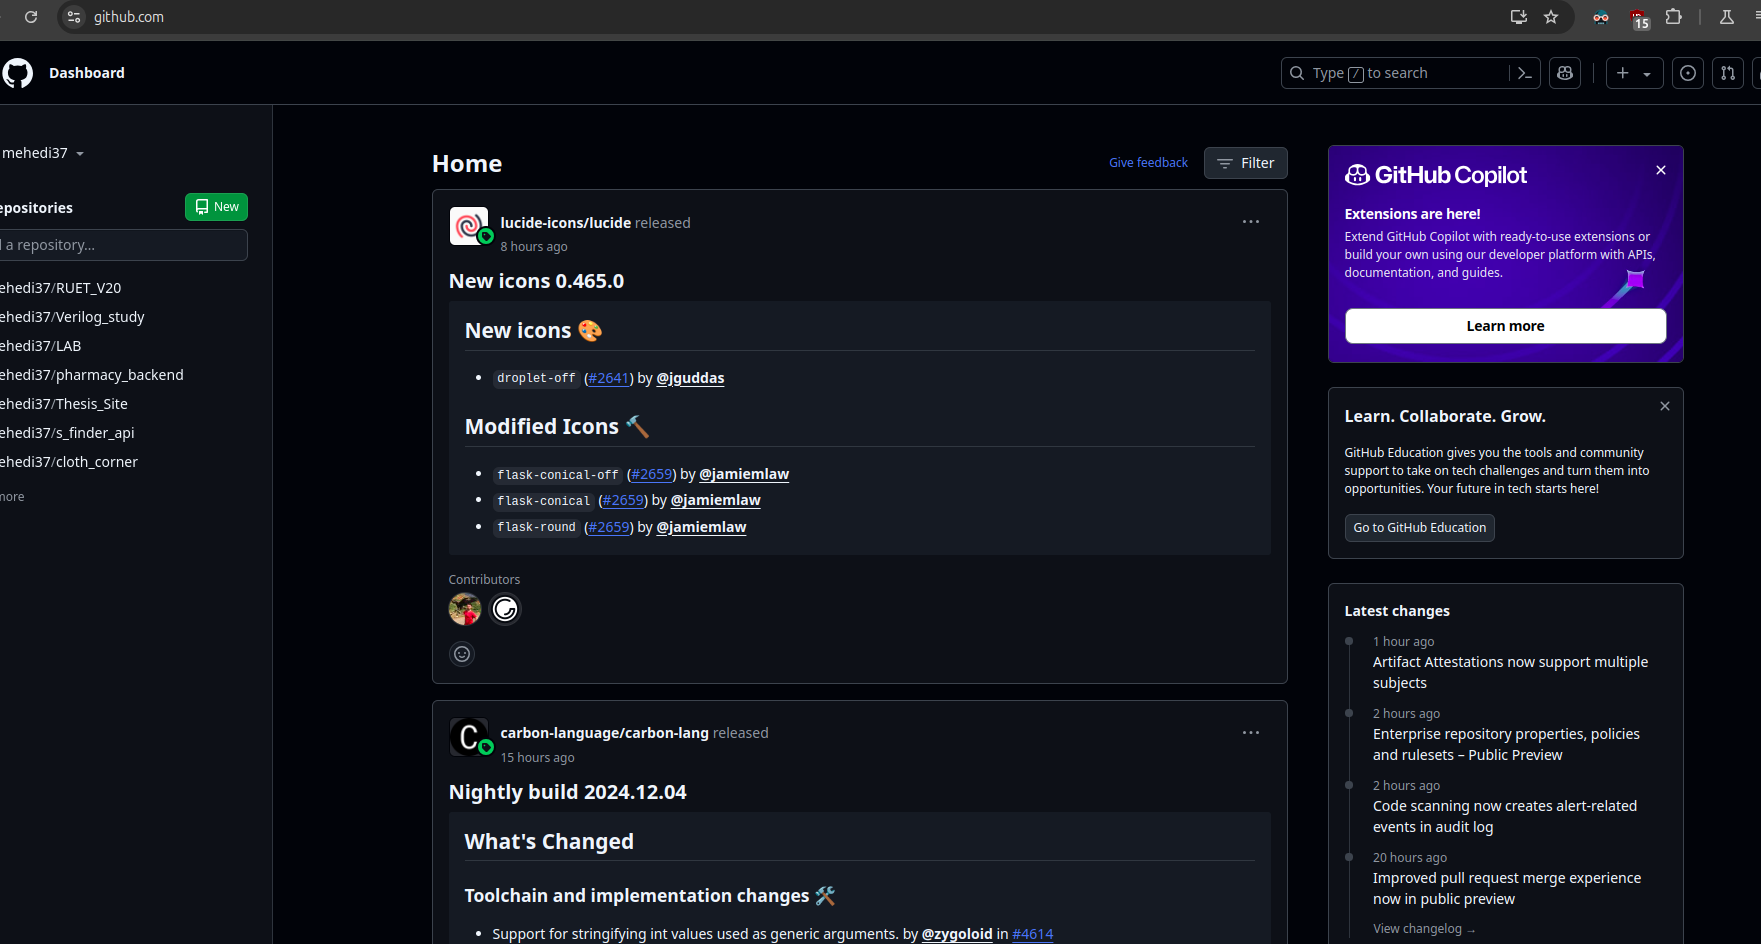 github.com
15
Dashboard
Type / to search
mehedi37
epositories
New
a repository...
ehedi37/RUET_V20
ehedi37/Verilog_study
ehedi37/LAB
ehedi37/pharmacy_backend
ehedi37/Thesis_Site
ehedi37/s_finder_api
ehedi37/cloth_corner
more
Home
Give feedback
Filter
lucide-icons/lucide released
8 hours ago
New icons 0.465.0
New icons 🎨
droplet-off (#2641) by @jguddas
Modified Icons 🔨
flask-conical-off (#2659) by @jamiemlaw
flask-conical (#2659) by @jamiemlaw
flask-round (#2659) by @jamiemlaw
Contributors
carbon-language/carbon-lang released
15 hours ago
Nightly build 2024.12.04
What's Changed
Toolchain and implementation changes 🛠️
Support for stringifying int values used as generic arguments. by @zygoloid in #4614
GitHub Copilot
Extensions are here!
Extend GitHub Copilot with ready-to-use extensions or
build your own using our developer platform with APIs,
documentation, and guides.
Learn more
Learn. Collaborate. Grow.
GitHub Education gives you the tools and community
support to take on tech challenges and turn them into
opportunities. Your future in tech starts here!
Go to GitHub Education
Latest changes
1 hour ago
Artifact Attestations now support multiple
subjects
2 hours ago
Enterprise repository properties, policies
and rulesets – Public Preview
2 hours ago
Code scanning now creates alert-related
events in audit log
20 hours ago
Improved pull request merge experience
now in public preview
View changelog →